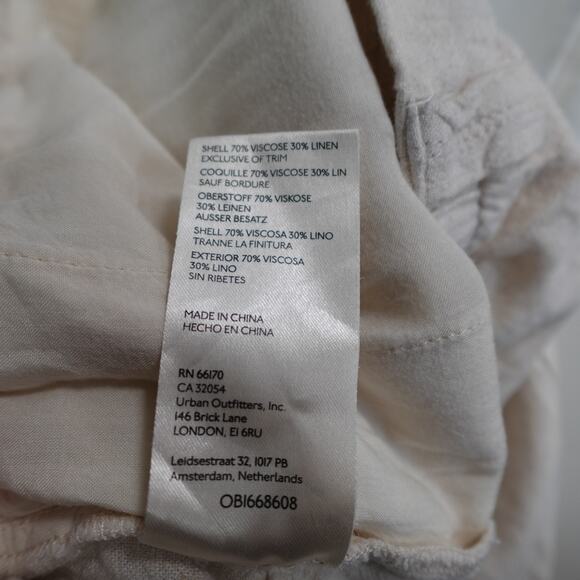 SHELL 70% VISCOSE 30% LINEN
EXCLUSIVE OF TRIM
COQUILLE 70% VISCOSE 30% LIN
SAUF BORDURE
OBERSTOFF 70% VISKOSE
30% LEINEN
AUSSER BESATZ
SHELL 70% VISCOSA 30% LINO
TRANNE LA FINITURA
EXTERIOR 70% VISCOSA
30% LINO
SIN RIBETES
MADE IN CHINA
HECHO EN CHINA
RN 66170
CA 32054
Urban Outfitters, Inc.
146 Brick Lane
LONDON, E1 6RU
Leidsestraat 32, 1017 PB
Amsterdam, Netherlands
OB1668608